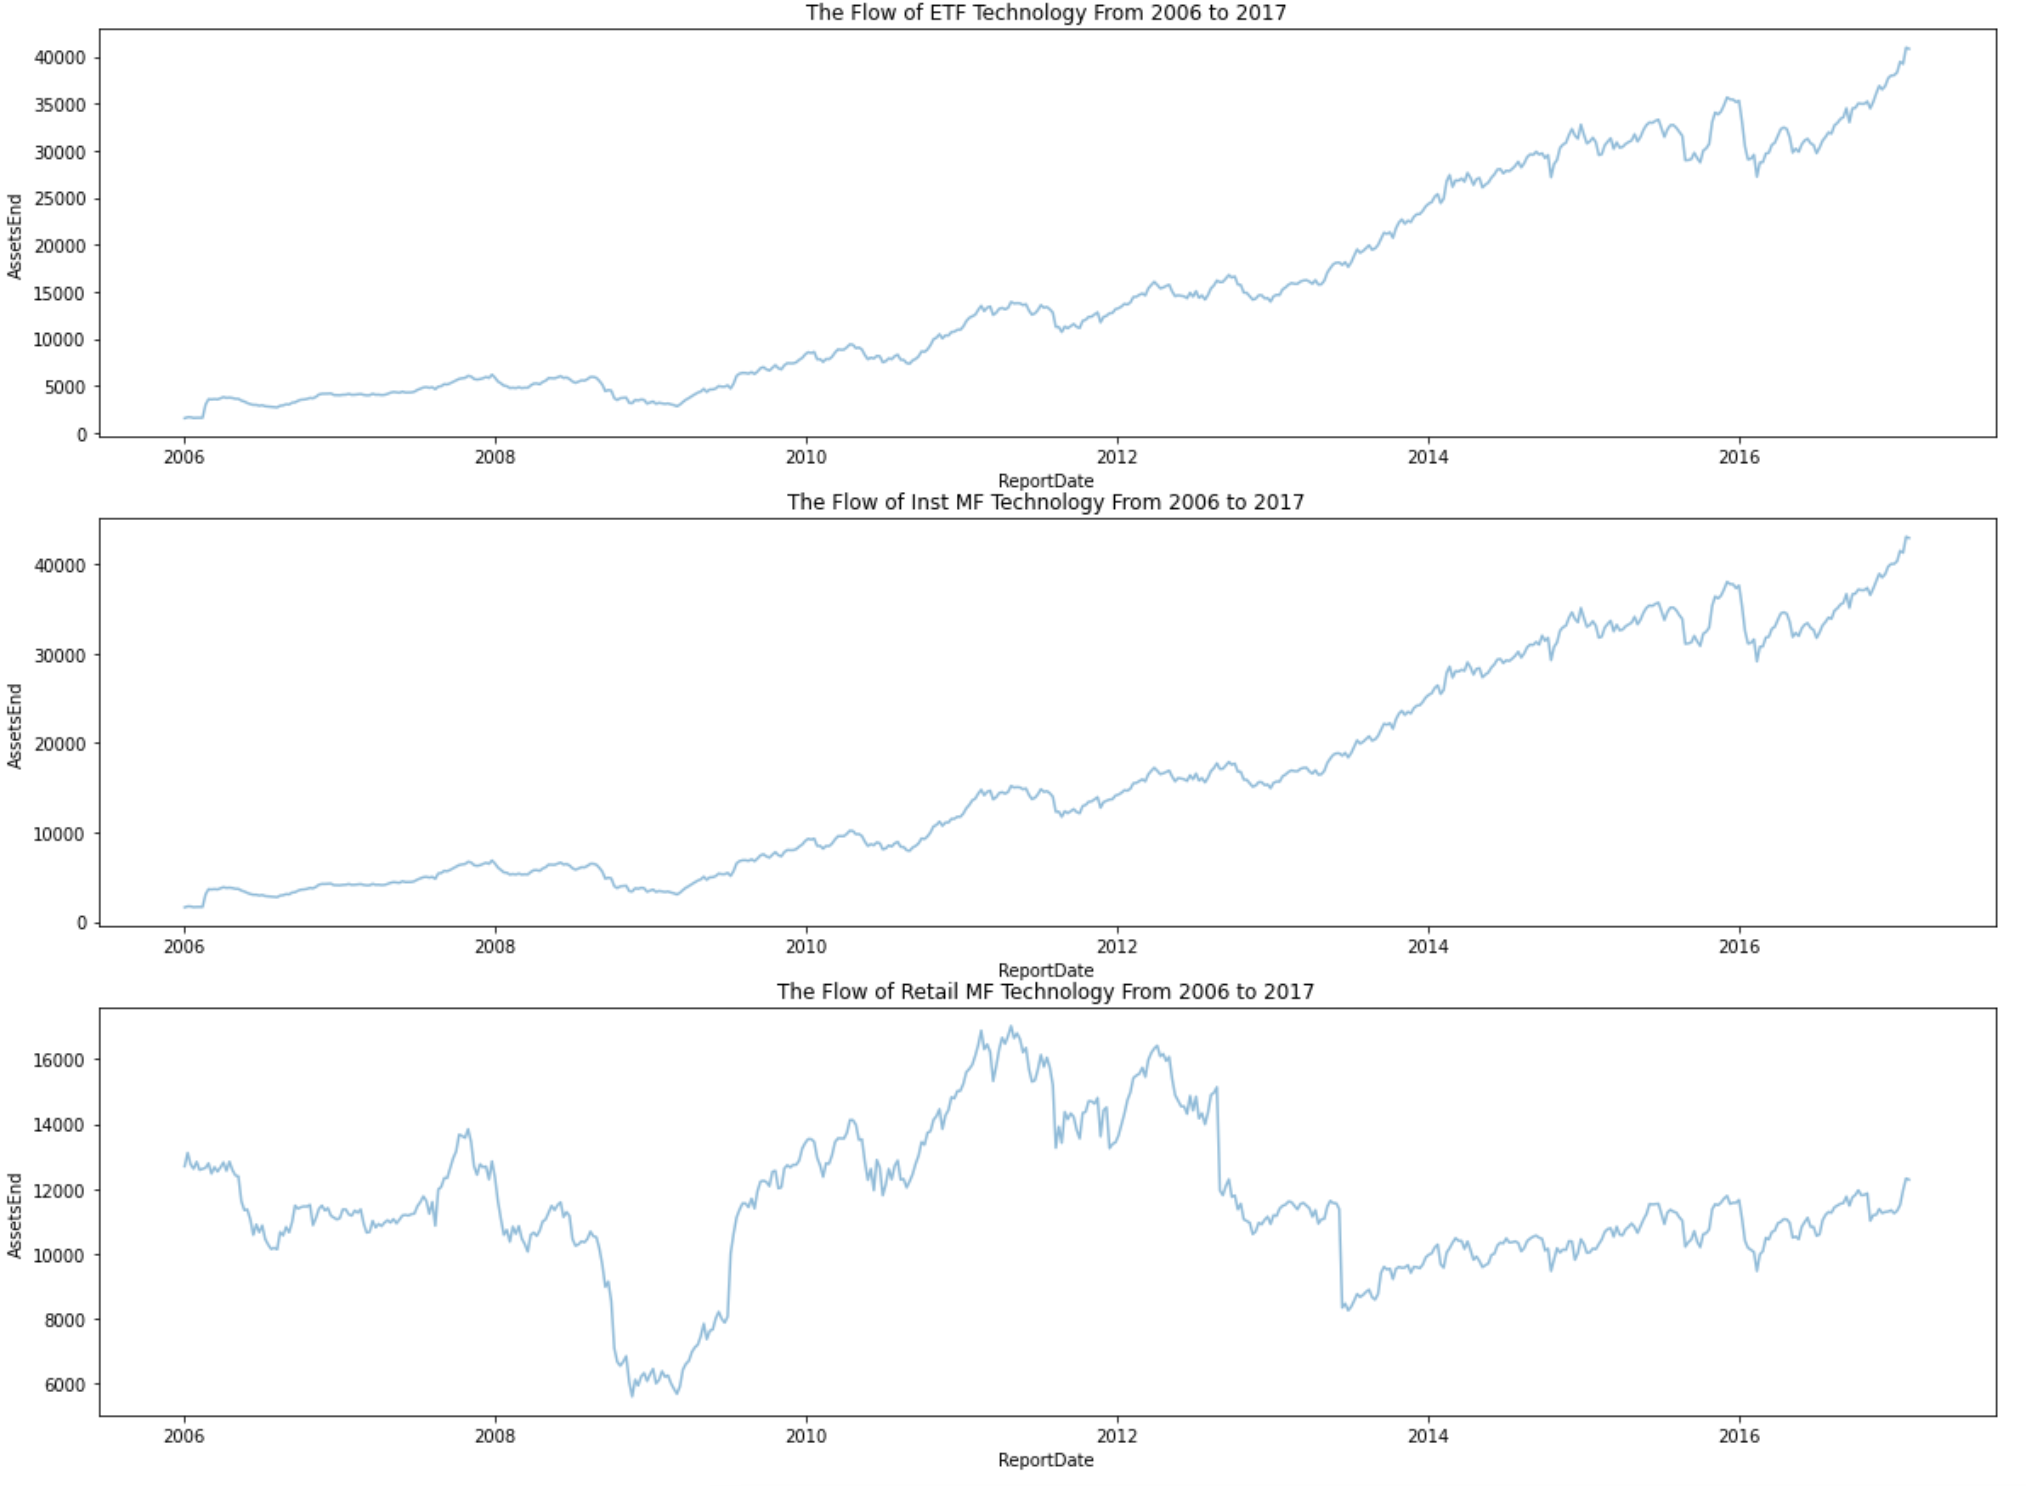 The Flow of ETF Technology From 2006 to 2017
40000
35000
30000
25000
20000
15000
10000
5000
0
AssetsEnd
2006 2008 2010 2012 2014 2016
ReportDate
The Flow of Inst MF Technology From 2006 to 2017
40000
30000
20000
10000
0
AssetsEnd
2006 2008 2010 2012 2014 2016
ReportDate
The Flow of Retail MF Technology From 2006 to 2017
16000
14000
12000
10000
8000
6000
AssetsEnd
2006 2008 2010 2012 2014 2016
ReportDate